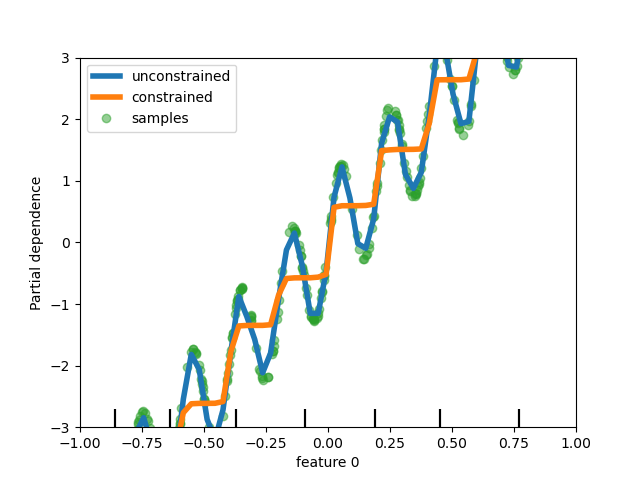 unconstrained
constrained
samples
3
2
1
0
−1
−2
−3
Partial dependence
−1.00 −0.75 −0.50 −0.25 0.00 0.25 0.50 0.75 1.00
feature 0